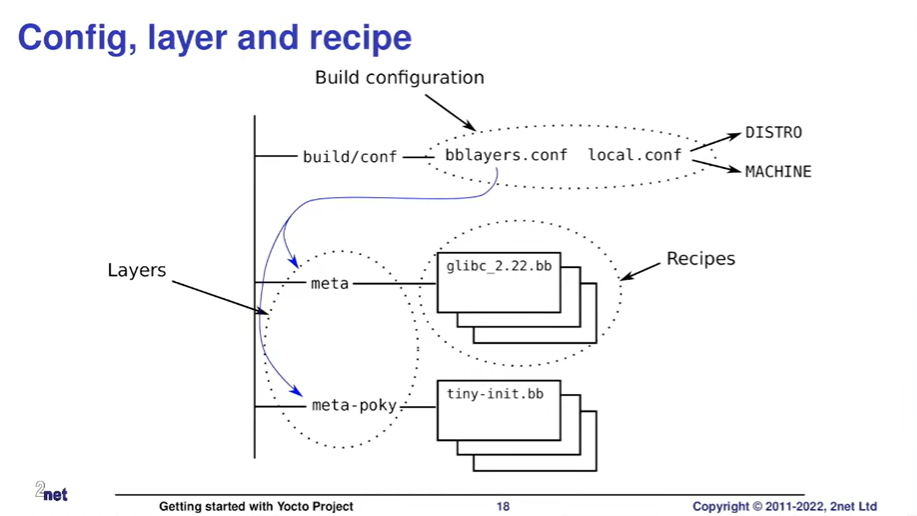 Config, layer and recipe
Build configuration
DISTRO
build/conf
bblayers.conf
local.conf
MACHINE
Layers
meta
glibc_2.22.bb
Recipes
meta-poky
tiny-init.bb
2net
Getting started with Yocto Project
18
Copyright © 2011-2022, 2net Ltd